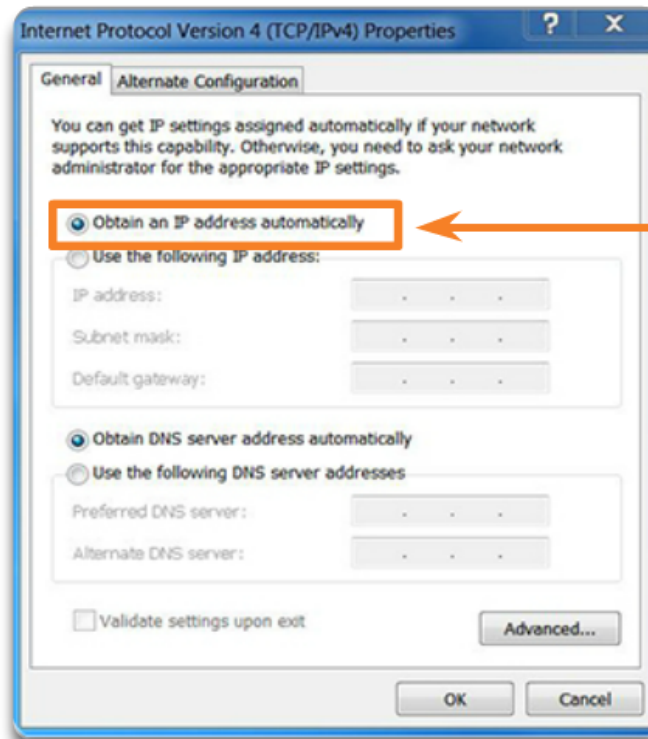 Internet Protocol Version 4 (TCP/IPv4) Properties
General
Alternate Configuration
You can get IP settings assigned automatically if your network
supports this capability. Otherwise, you need to ask your network
administrator for the appropriate IP settings.
Obtain an IP address automatically
Use the following IP address:
IP address:
Subnet mask:
Default gateway:
Obtain DNS server address automatically
Use the following DNS server addresses
Preferred DNS server:
Alternate DNS server:
Validate settings upon exit
Advanced...
OK
Cancel